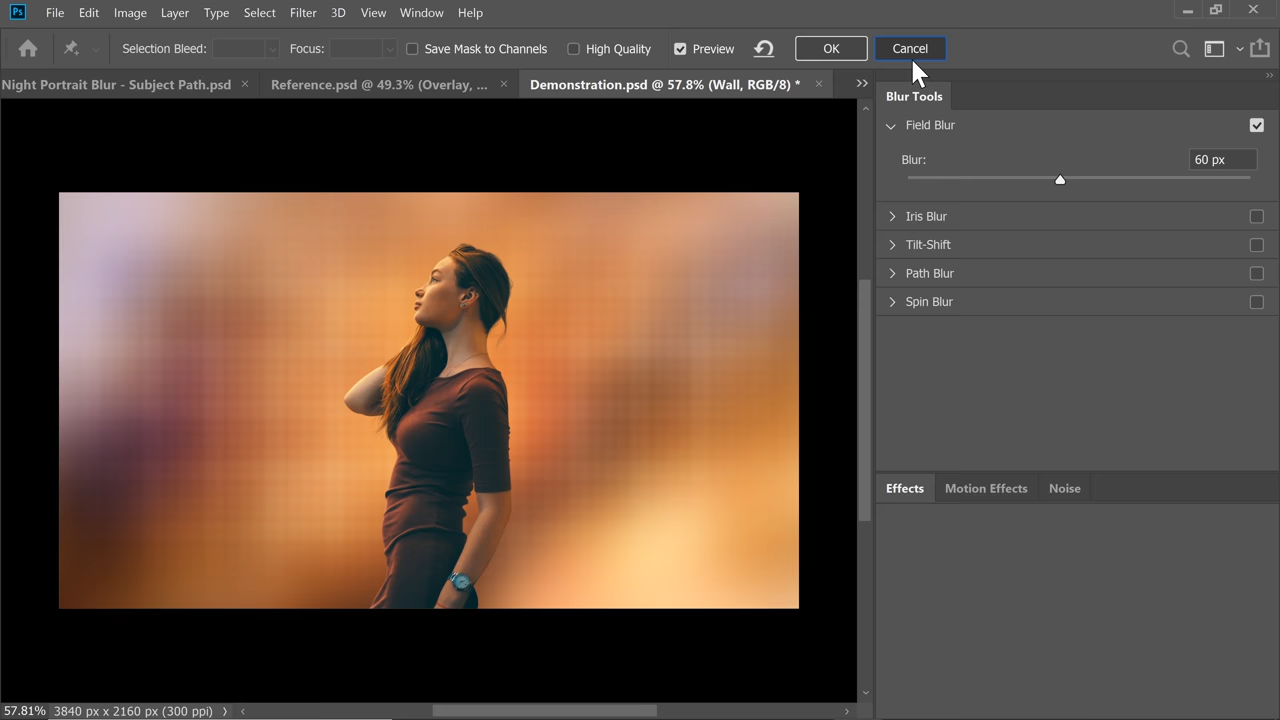 Ps File Edit Image Layer Type Select Filter 3D View Window Help
Selection Bleed: Focus: Save Mask to Channels High Quality Preview OK Cancel
Night Portrait Blur - Subject Path.psd × Reference.psd @ 49.3% (Overlay, ... × Demonstration.psd @ 57.8% (Wall, RGB/8) * ×
Blur Tools
Field Blur
Blur: 60 px
Iris Blur
Tilt-Shift
Path Blur
Spin Blur
Effects Motion Effects Noise
57.81% 3840 px x 2160 px (300 ppi)